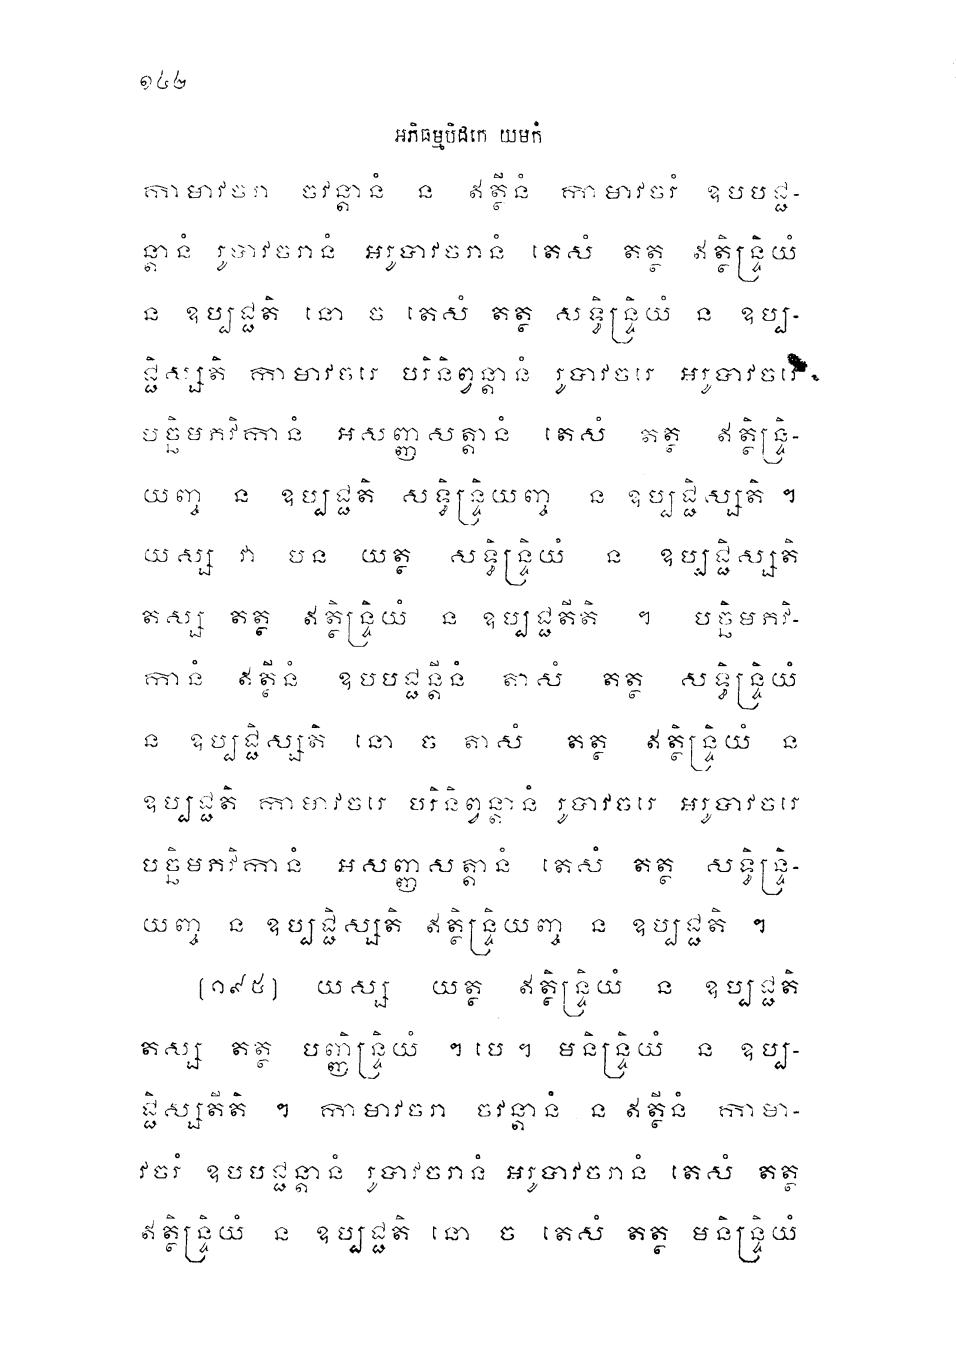 ១៤២
អភិធម្មបិដកេ យមកំ
កាមាវចរា ចវន្តានំ ន ឥត្ថីនំ កាមាវចរំ ឧបបជ្ជ-
ន្តានំ រូបាវចរានំ អរូបាវចរានំ តេសំ តត្ថ ឥត្ថិន្ទ្រិយំ
ន ឧប្បជ្ជតិ នោ ច តេសំ តត្ថ សទ្ធិន្ទ្រិយំ ន ឧប្ប-
ជ្ជិស្សតិ កាមាវចរេ បរិនិព្វន្តានំ រូបាវចរេ អរូបាវចរេ
បច្ឆិមភវិកានំ អសញ្ញសត្តានំ តេសំ តត្ថ ឥត្ថិន្ទ្រិ-
យញ្ច ន ឧប្បជ្ជតិ សទ្ធិន្ទ្រិយញ្ច ន ឧប្បជ្ជិស្សតិ ។
យស្ស វា បន យត្ថ សទ្ធិន្ទ្រិយំ ន ឧប្បជ្ជិស្សតិ
តស្ស តត្ថ ឥត្ថិន្ទ្រិយំ ន ឧប្បជ្ជតីតិ ។ បច្ឆិមភវិ-
កានំ ឥត្ថីនំ ឧបបជ្ជន្តីនំ តាសំ តត្ថ សទ្ធិន្ទ្រិយំ
ន ឧប្បជ្ជិស្សតិ នោ ច តាសំ តត្ថ ឥត្ថិន្ទ្រិយំ ន
ឧប្បជ្ជតិ កាមាវចរេ បរិនិព្វន្តានំ រូបាវចរេ អរូបាវចរេ
បច្ឆិមភវិកានំ អសញ្ញសត្តានំ តេសំ តត្ថ សទ្ធិន្ទ្រិ-
យញ្ច ន ឧប្បជ្ជិស្សតិ ឥត្ថិន្ទ្រិយញ្ច ន ឧប្បជ្ជតិ ។
(១៩៥) យស្ស យត្ថ ឥត្ថិន្ទ្រិយំ ន ឧប្បជ្ជតិ
តស្ស តត្ថ បញ្ញិន្ទ្រិយំ ។ បេ ។ មនិន្ទ្រិយំ ន ឧប្ប-
ជ្ជិស្សតីតិ ។ កាមាវចរា ចវន្តានំ ន ឥត្ថីនំ កាមា-
វចរំ ឧបបជ្ជន្តានំ រូបាវចរានំ អរូបាវចរានំ តេសំ តត្ថ
ឥត្ថិន្ទ្រិយំ ន ឧប្បជ្ជតិ នោ ច តេសំ តត្ថ មនិន្ទ្រិយំ